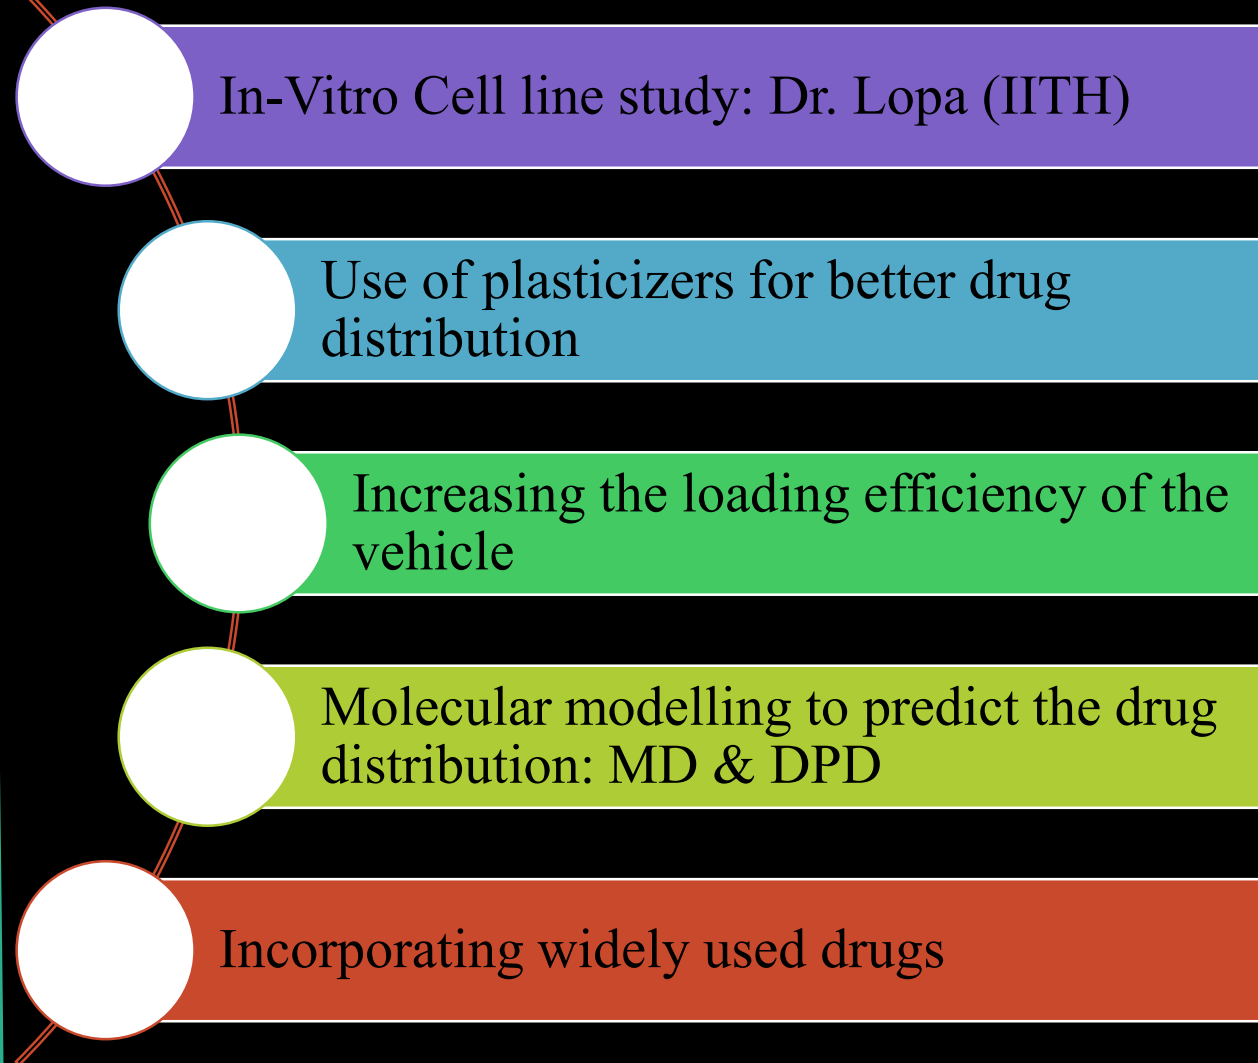 In-Vitro Cell line study: Dr. Lopa (IITH)
Use of plasticizers for better drug
distribution
Increasing the loading efficiency of the
vehicle
Molecular modelling to predict the drug
distribution: MD & DPD
Incorporating widely used drugs